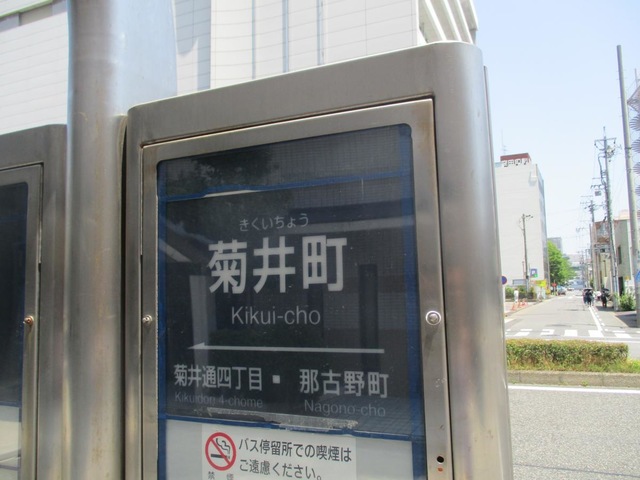 きくいちょう
菊井町
Kikui-cho
菊井通四丁目・那古野町
Kikuidori 4-chome Nagono-cho
バス停留所での喫煙は
ご遠慮ください。
禁煙